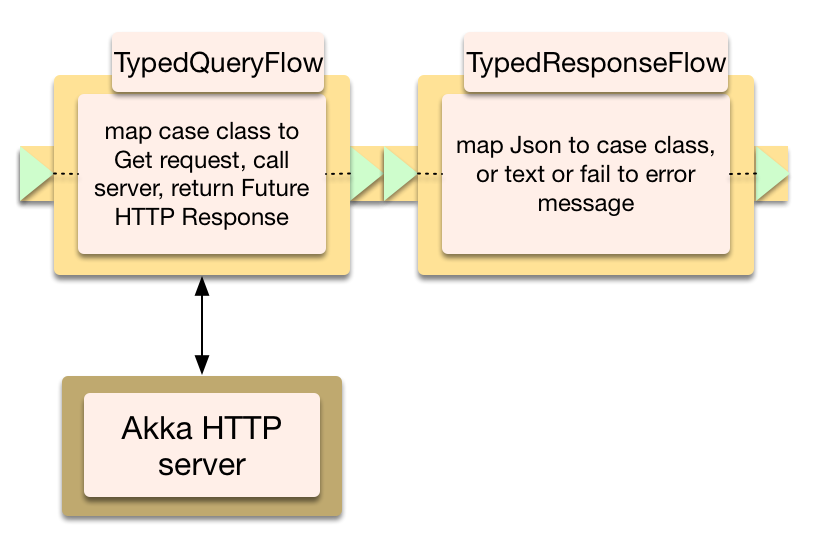 TypedQueryFlow
map case class to
Get request, call
server, return Future
HTTP Response
TypedResponseFlow
map Json to case class,
or text or fail to error
message
Akka HTTP
server